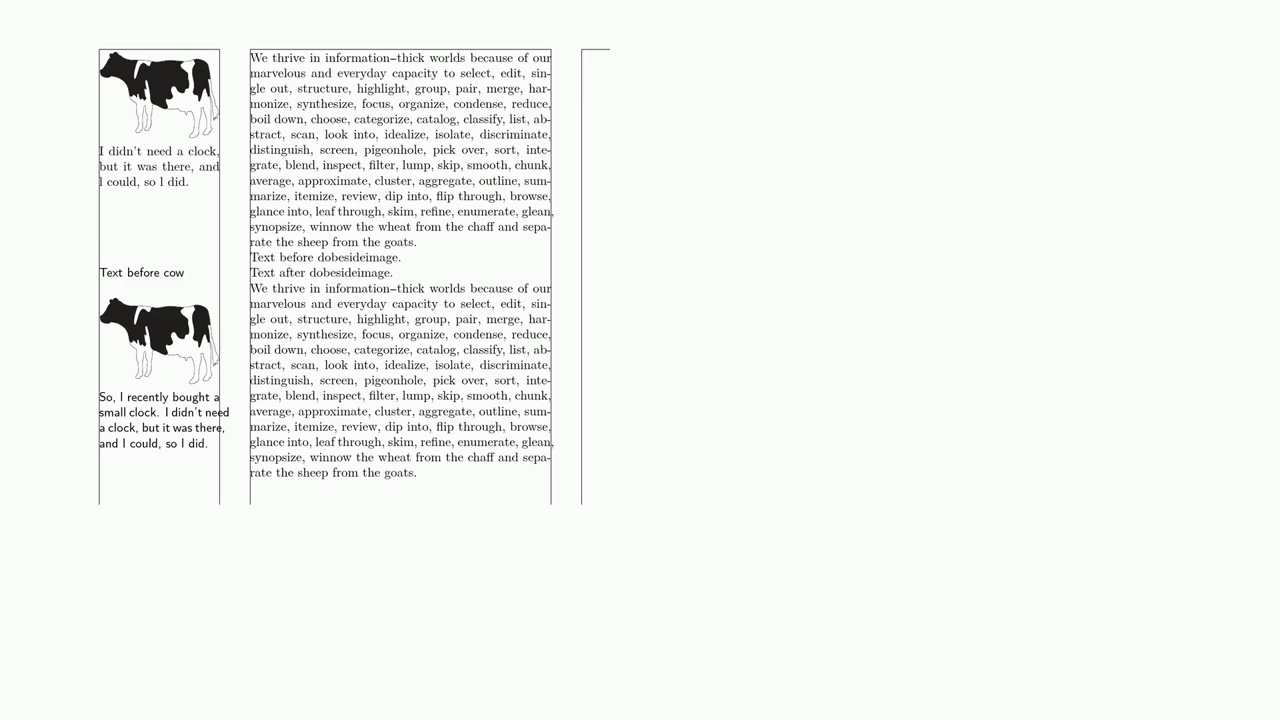 I didn't need a clock,
but it was there, and
I could, so I did.
Text before cow
So, I recently bought a
small clock. I didn't need
a clock, but it was there,
and I could, so I did.
We thrive in information–thick worlds because of our
marvelous and everyday capacity to select, edit, sin-
gle out, structure, highlight, group, pair, merge, har-
monize, synthesize, focus, organize, condense, reduce,
boil down, choose, categorize, catalog, classify, list, ab-
stract, scan, look into, idealize, isolate, discriminate,
distinguish, screen, pigeonhole, pick over, sort, inte-
grate, blend, inspect, filter, lump, skip, smooth, chunk,
average, approximate, cluster, aggregate, outline, sum-
marize, itemize, review, dip into, flip through, browse,
glance into, leaf through, skim, refine, enumerate, glean,
synopsize, winnow the wheat from the chaff and sepa-
rate the sheep from the goats.
Text before dobesideimage.
Text after dobesideimage.
We thrive in information–thick worlds because of our
marvelous and everyday capacity to select, edit, sin-
gle out, structure, highlight, group, pair, merge, har-
monize, synthesize, focus, organize, condense, reduce,
boil down, choose, categorize, catalog, classify, list, ab-
stract, scan, look into, idealize, isolate, discriminate,
distinguish, screen, pigeonhole, pick over, sort, inte-
grate, blend, inspect, filter, lump, skip, smooth, chunk,
average, approximate, cluster, aggregate, outline, sum-
marize, itemize, review, dip into, flip through, browse,
glance into, leaf through, skim, refine, enumerate, glean,
synopsize, winnow the wheat from the chaff and sepa-
rate the sheep from the goats.